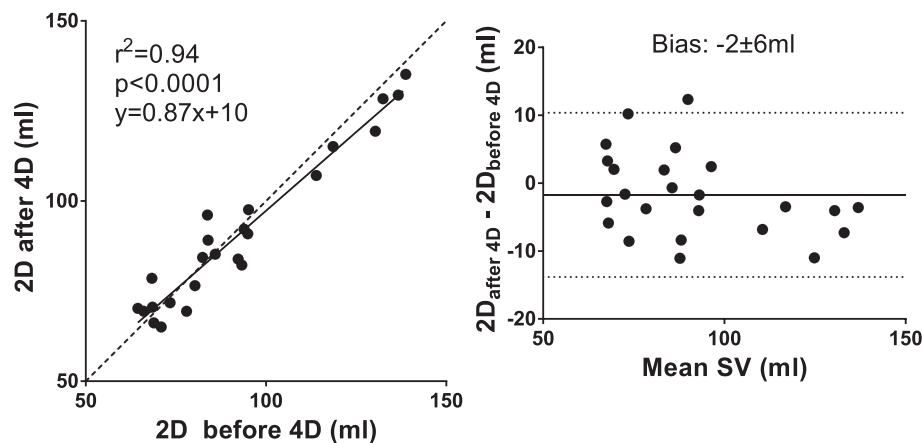 150
r²=0.94
p<0.0001
y=0.87x+10
100
50
2D after 4D (ml)
50
100
150
2D before 4D (ml)
Bias: -2±6ml
20
10
0
-10
-20
2Dafter 4D - 2Dbefore 4D (ml)
50
100
150
Mean SV (ml)